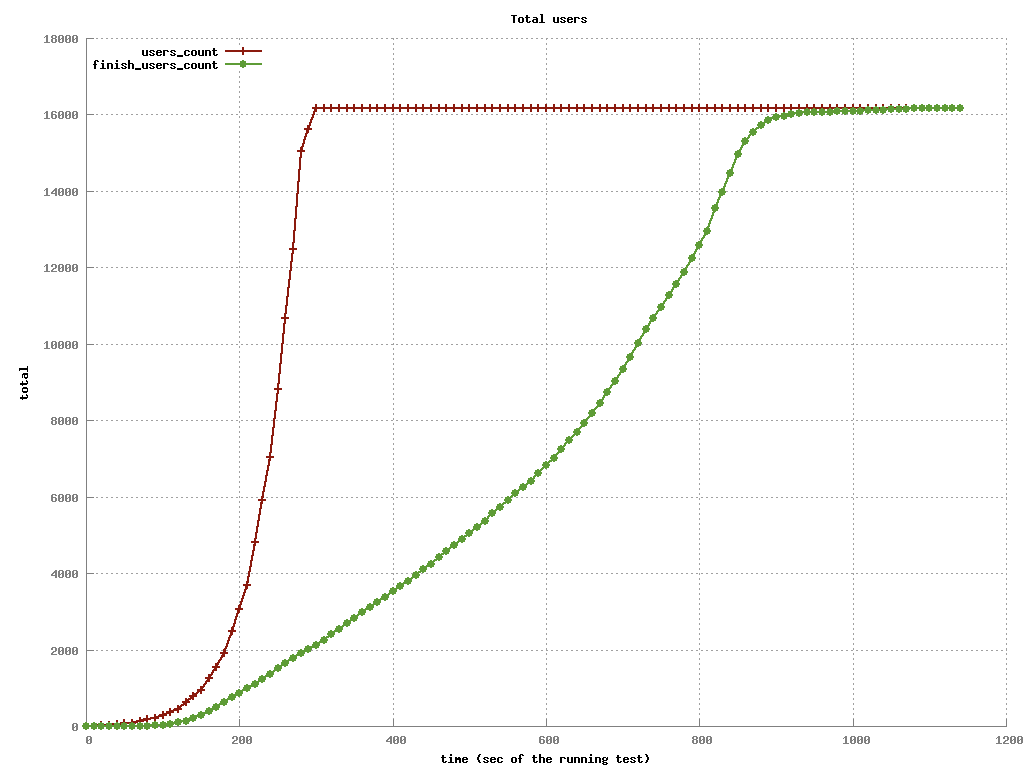 Total users
users_count
finish_users_count
18000
16000
14000
12000
10000
8000
6000
4000
2000
0
total
0 200 400 600 800 1000 1200
time (sec of the running test)